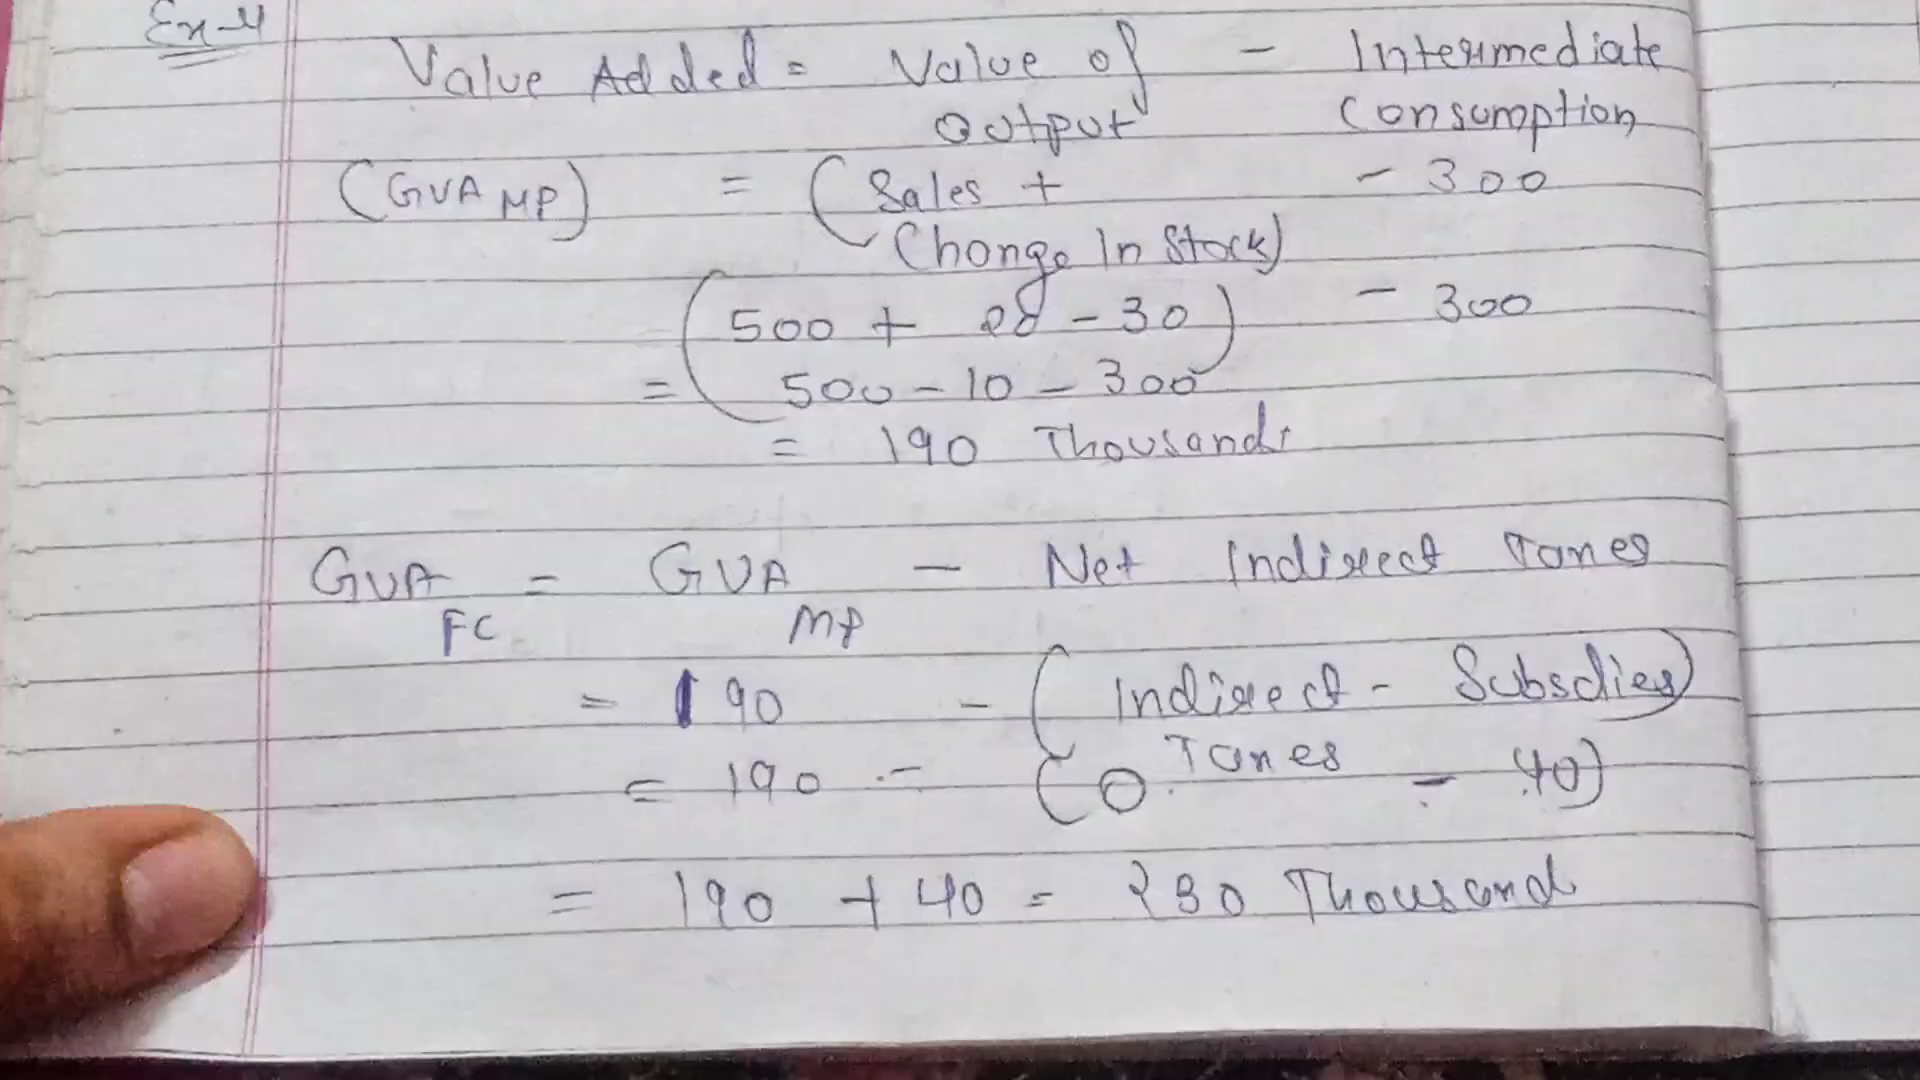 Ex-4
Value Added = Value of - Intermediate
output consumption
(GVA MP) = (Sales + - 300
Change In Stock)
(500 + 20 - 30) - 300
= 500 - 10 - 300
= 190 Thousand
GVA = GVA - Net Indirect Taxes
FC MP
= 190 - (Indirect - Subsdies)
Taxes
= 190 - (0 - 40)
= 190 + 40 = 230 Thousand